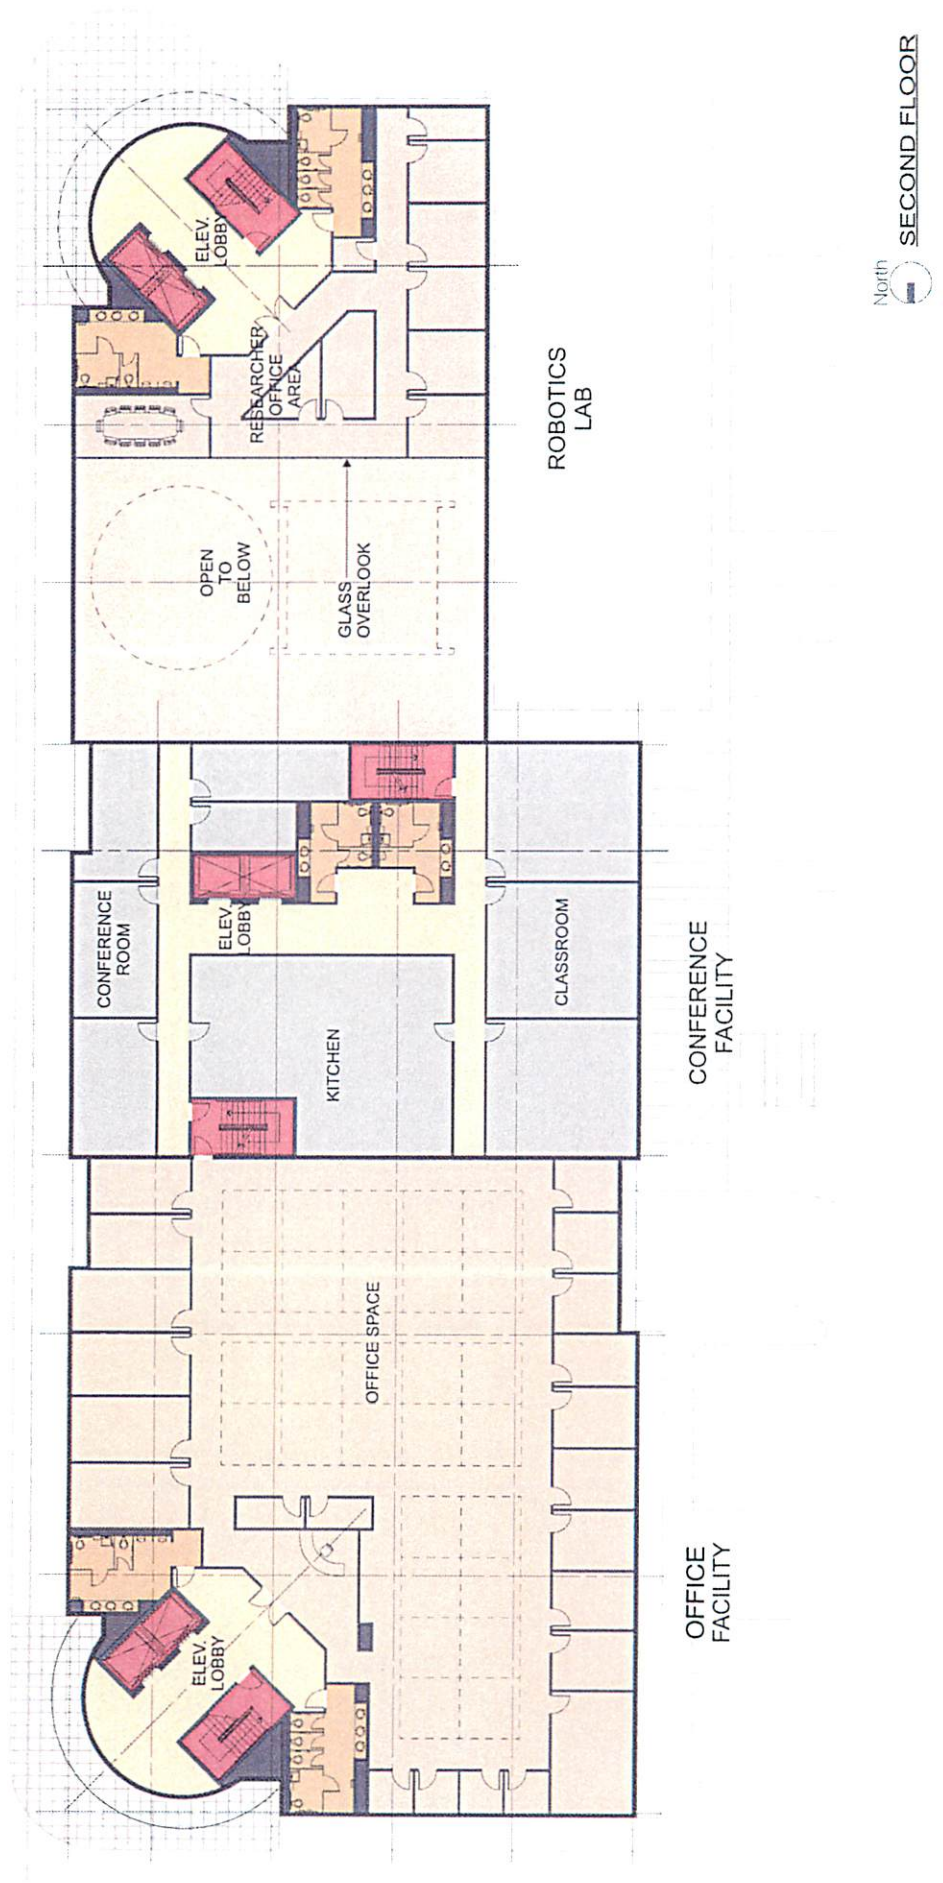 SECOND FLOOR
North
ELEV.
LOBBY
RESEARCHER
OFFICE
AREA
OPEN
TO
BELOW
GLASS
OVERLOOK
ROBOTICS
LAB
CONFERENCE
ROOM
ELEV.
LOBBY
KITCHEN
CLASSROOM
CONFERENCE
FACILITY
OFFICE SPACE
ELEV.
LOBBY
OFFICE
FACILITY